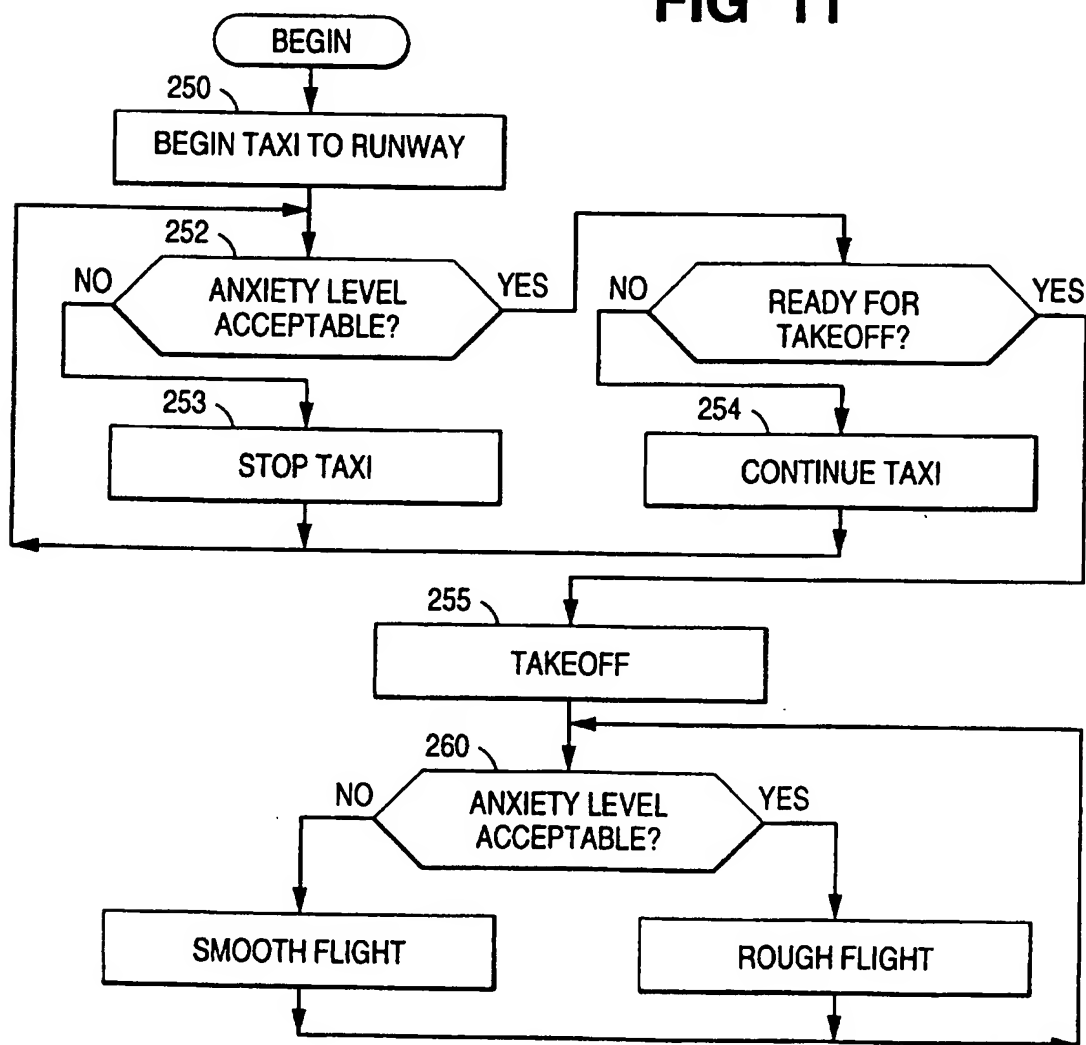 FIG 11
BEGIN
250
BEGIN TAXI TO RUNWAY
252
NO
ANXIETY LEVEL
ACCEPTABLE?
YES
NO
READY FOR
TAKEOFF?
YES
253
STOP TAXI
254
CONTINUE TAXI
255
TAKEOFF
260
NO
ANXIETY LEVEL
ACCEPTABLE?
YES
SMOOTH FLIGHT
ROUGH FLIGHT